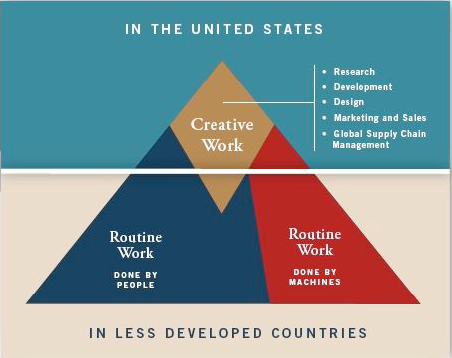 IN THE UNITED STATES
Creative
Work
• Research
• Development
• Design
• Marketing and Sales
• Global Supply Chain
Management
Routine
Work
DONE BY
PEOPLE
Routine
Work
DONE BY
MACHINES
IN LESS DEVELOPED COUNTRIES